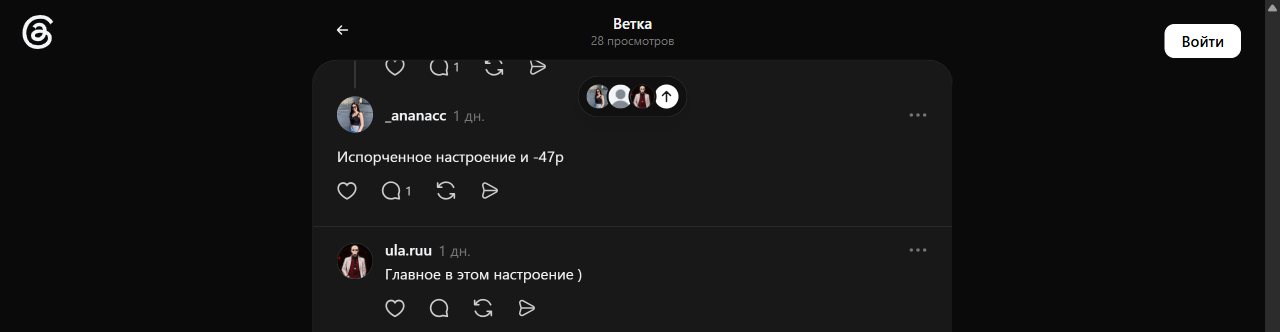 Ветка
28 просмотров
Войти
1
_ananacc 1 дн.
Испорченное настроение и -47р
1
ula.ruu 1 дн.
Главное в этом настроение )